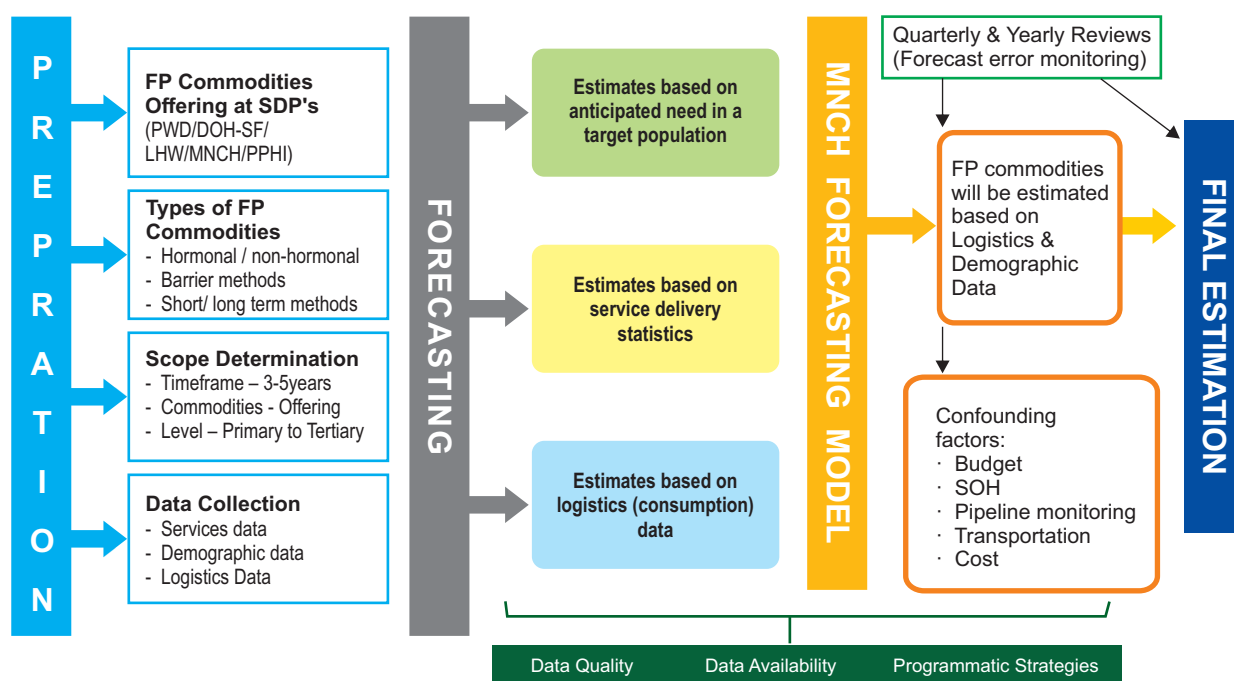 PREPRATION
FP Commodities
Offering at SDP's
(PWD/DOH-SF/
LHW/MNCH/PPHI)
Types of FP
Commodities
- Hormonal / non-hormonal
- Barrier methods
- Short/ long term methods
Scope Determination
- Timeframe – 3-5years
- Commodities - Offering
- Level – Primary to Tertiary
Data Collection
- Services data
- Demographic data
- Logistics Data
FORECASTING
Estimates based on
anticipated need in a
target population
Estimates based on
service delivery
statistics
Estimates based on
logistics (consumption)
data
MNCH FORECASTING MODEL
Quarterly & Yearly Reviews
(Forecast error monitoring)
FP commodities
will be estimated
based on
Logistics &
Demographic
Data
Confounding
factors:
· Budget
· SOH
· Pipeline monitoring
· Transportation
· Cost
FINAL ESTIMATION
Data Quality Data Availability Programmatic Strategies